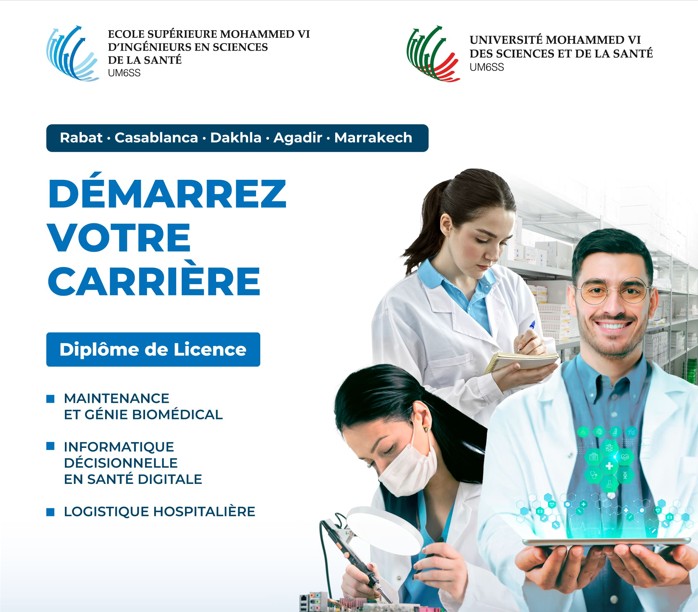 ECOLE SUPÉRIEURE MOHAMMED VI
D'INGÉNIEURS EN SCIENCES
DE LA SANTÉ
UM6SS
UNIVERSITÉ MOHAMMED VI
DES SCIENCES ET DE LA SANTÉ
UM6SS
Rabat · Casablanca · Dakhla · Agadir · Marrakech
DÉMARREZ
VOTRE
CARRIÈRE
Diplôme de Licence
MAINTENANCE
ET GÉNIE BIOMÉDICAL
INFORMATIQUE
DÉCISIONNELLE
EN SANTÉ DIGITALE
LOGISTIQUE HOSPITALIÈRE